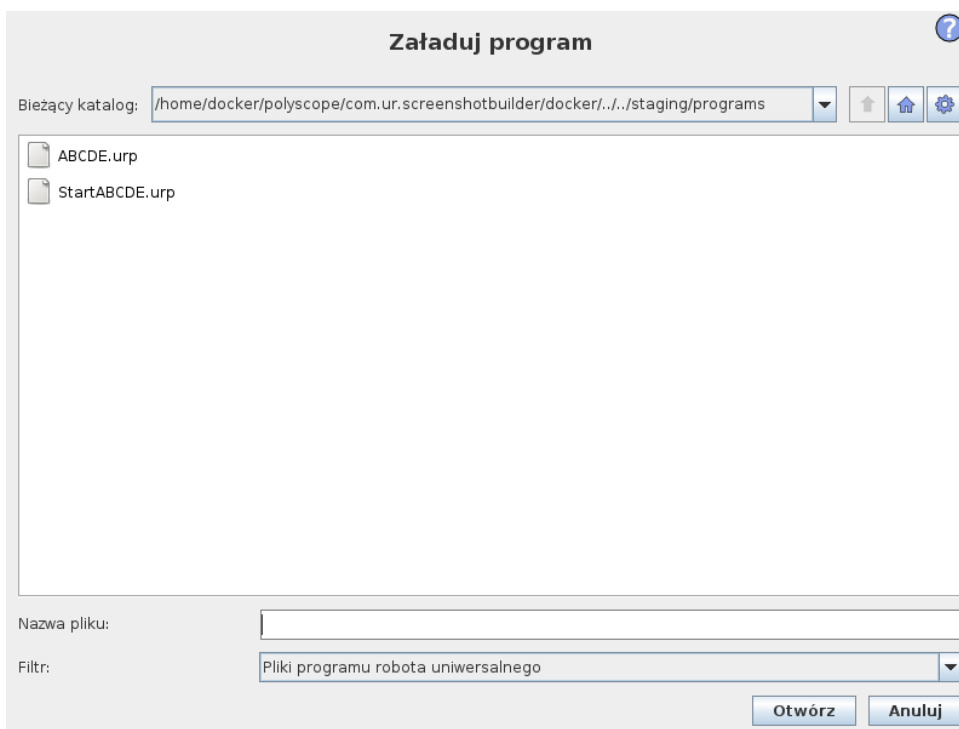 Załaduj program
?
Bieżący katalog: /home/docker/polyscope/com.ur.screenshotbuilder/docker/../../staging/programs
ABCDE.urp
StartABCDE.urp
Nazwa pliku:
Filtr: Pliki programu robota uniwersalnego
Otwórz Anuluj